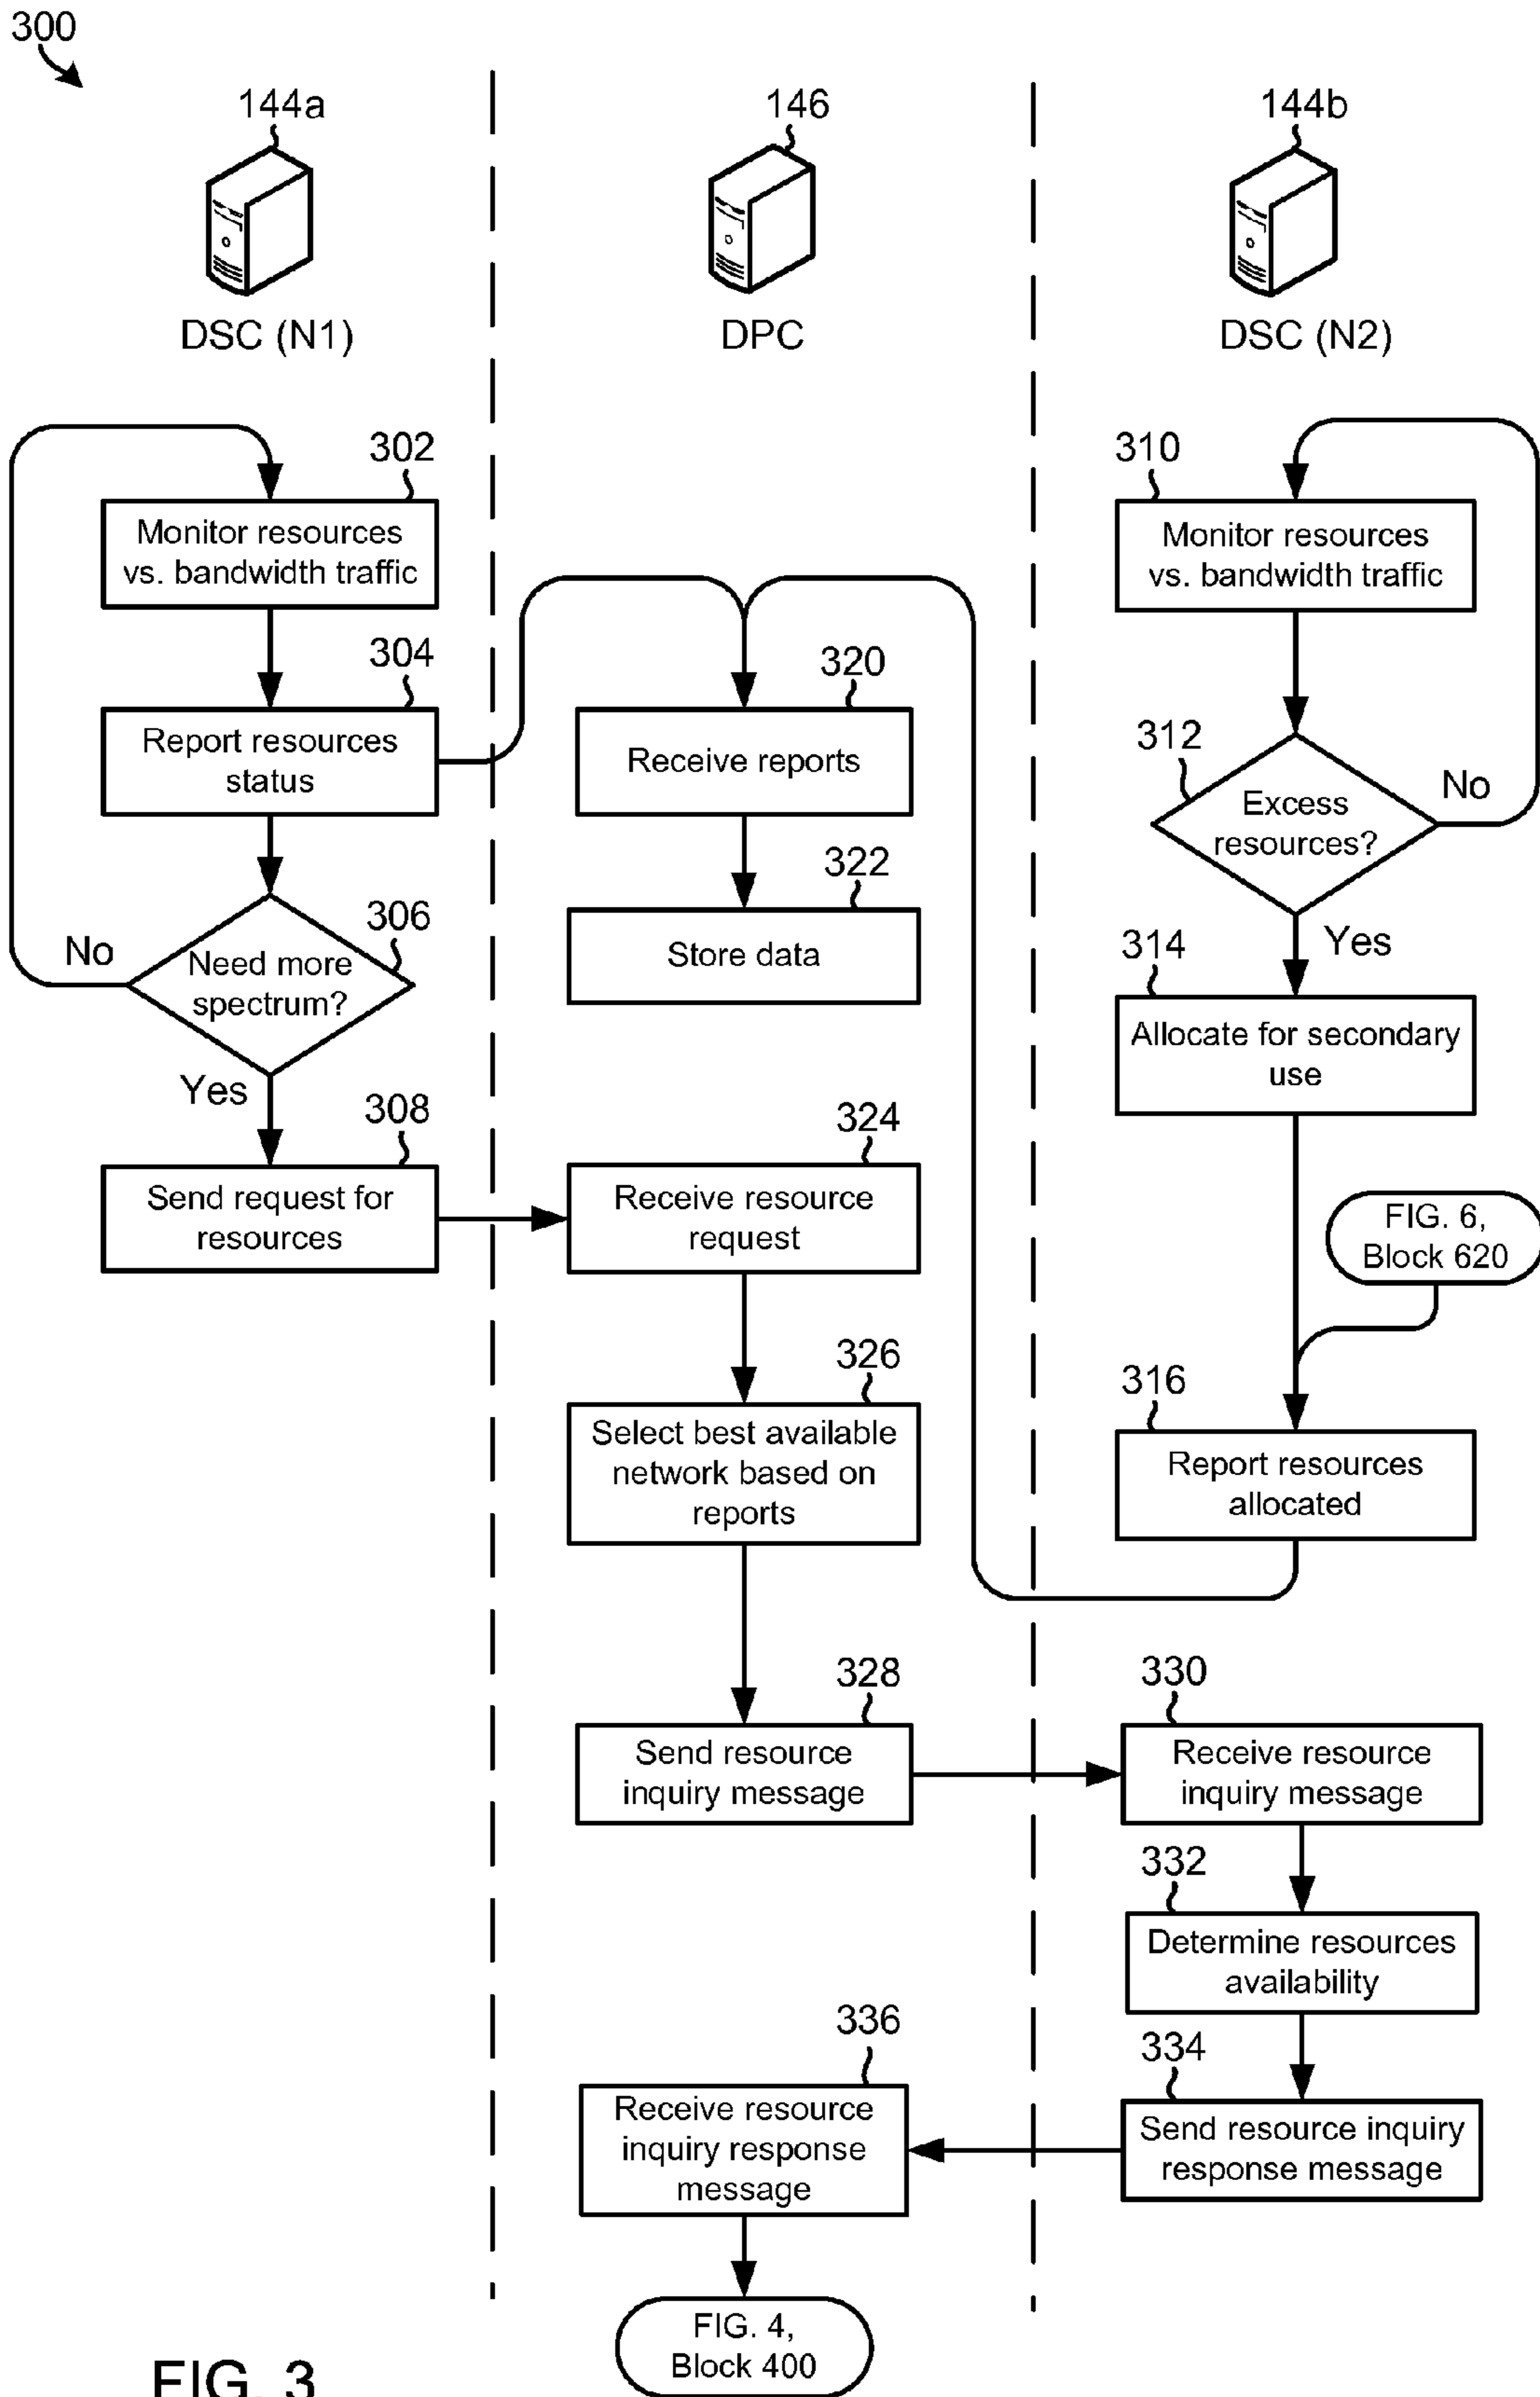 300
144a
146
144b
DSC (N1)
DPC
DSC (N2)
302
Monitor resources
vs. bandwidth traffic
304
Report resources
status
306
Need more
spectrum?
No
Yes
308
Send request for
resources
320
Receive reports
322
Store data
324
Receive resource
request
326
Select best available
network based on
reports
328
Send resource
inquiry message
336
Receive resource
inquiry response
message
FIG. 4,
Block 400
310
Monitor resources
vs. bandwidth traffic
312
Excess
resources?
No
Yes
314
Allocate for secondary
use
FIG. 6,
Block 620
316
Report resources
allocated
330
Receive resource
inquiry message
332
Determine resources
availability
334
Send resource inquiry
response message
FIG. 3